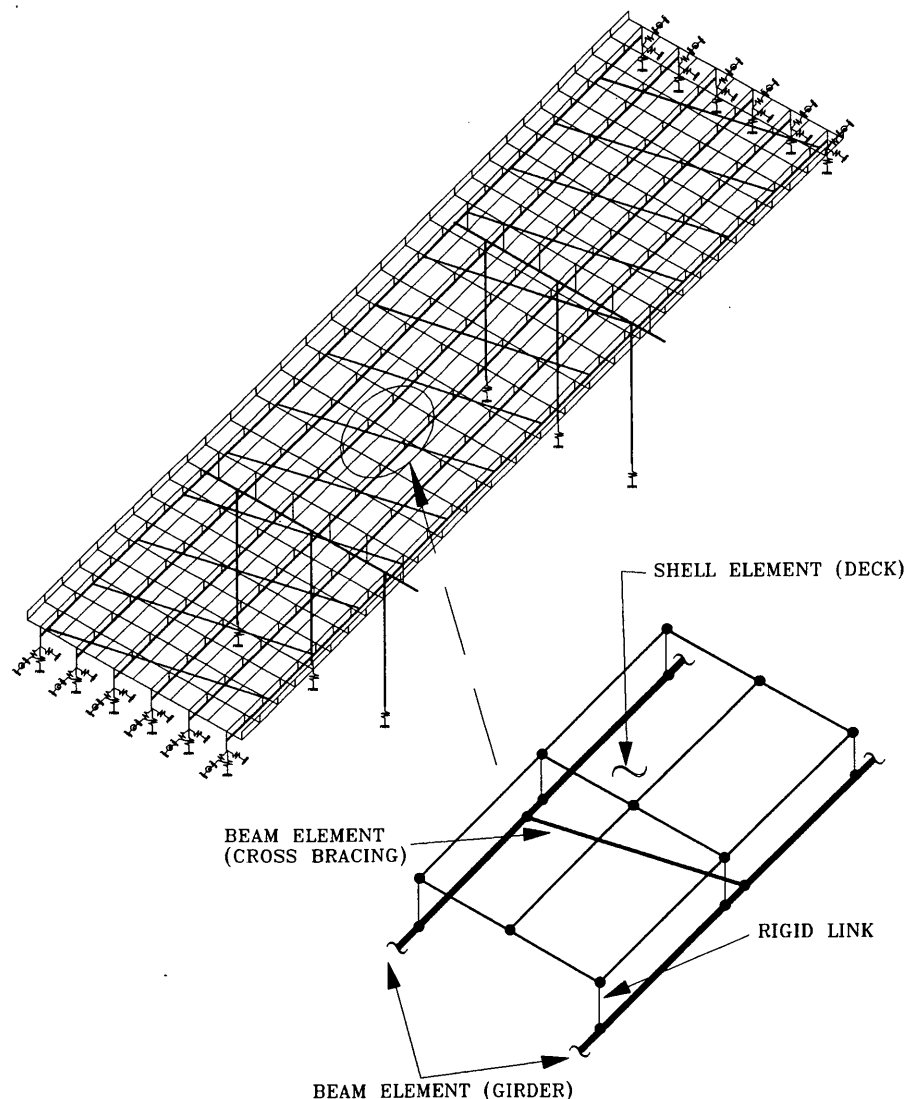 SHELL ELEMENT (DECK)
BEAM ELEMENT
(CROSS BRACING)
RIGID LINK
BEAM ELEMENT (GIRDER)